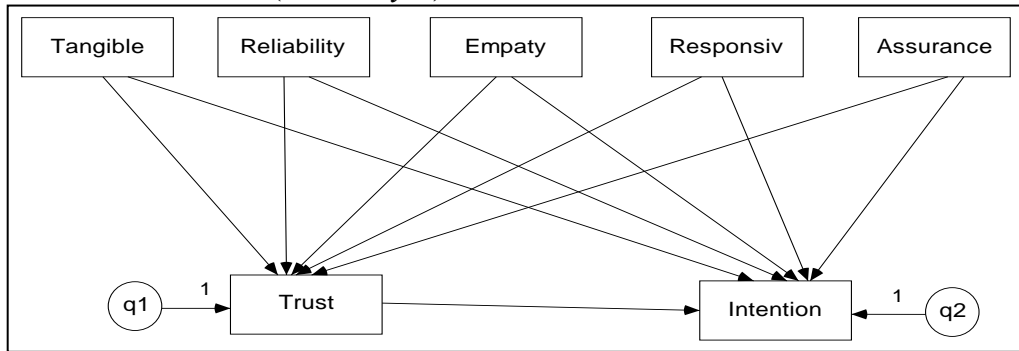 Tangible
Reliability
Empaty
Responsiv
Assurance
1
1
q1
Trust
Intention
q2